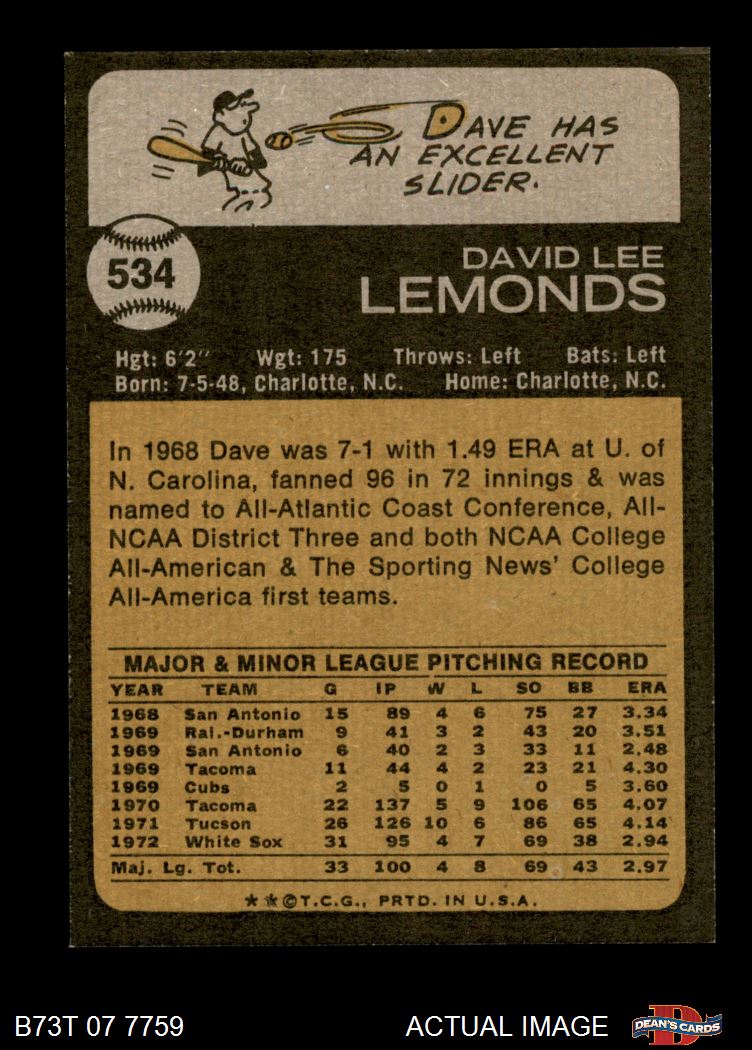 DAVE HAS
AN EXCELLENT
SLIDER.
534
DAVID LEE
LEMONDS
Hgt: 6'2" Wgt: 175 Throws: Left Bats: Left
Born: 7-5-48, Charlotte, N.C. Home: Charlotte, N.C.
In 1968 Dave was 7-1 with 1.49 ERA at U. of
N. Carolina, fanned 96 in 72 innings & was
named to All-Atlantic Coast Conference, All-
NCAA District Three and both NCAA College
All-American & The Sporting News' College
All-America first teams.
MAJOR & MINOR LEAGUE PITCHING RECORD
YEAR TEAM G IP W L SO BB ERA
1968 San Antonio 15 89 4 6 75 27 3.34
1969 Ral.-Durham 9 41 3 2 43 20 3.51
1969 San Antonio 6 40 2 3 33 11 2.48
1969 Tacoma 11 44 4 2 23 21 4.30
1969 Cubs 2 5 0 1 0 5 3.60
1970 Tacoma 22 137 5 9 106 65 4.07
1971 Tucson 26 126 10 6 86 65 4.14
1972 White Sox 31 95 4 7 69 38 2.94
Maj. Lg. Tot. 33 100 4 8 69 43 2.97
★★©T.C.G., PRTD. IN U.S.A.
B73T 07 7759 ACTUAL IMAGE DEAN'S CARDS